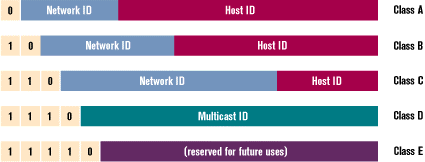 0 Network ID Host ID Class A
1 0 Network ID Host ID Class B
1 1 0 Network ID Host ID Class C
1 1 1 0 Multicast ID Class D
1 1 1 1 0 (reserved for future uses) Class E